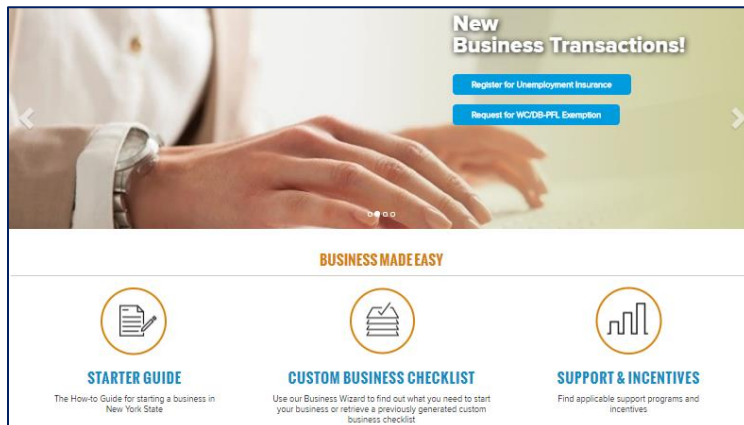 New
Business Transactions!
Register for Unemployment Insurance
Request for WC/DB-PFL Exemption
BUSINESS MADE EASY
STARTER GUIDE
The How-to Guide for starting a business in
New York State
CUSTOM BUSINESS CHECKLIST
Use our Business Wizard to find out what you need to start
your business or retrieve a previously generated custom
business checklist
SUPPORT & INCENTIVES
Find applicable support programs and
incentives